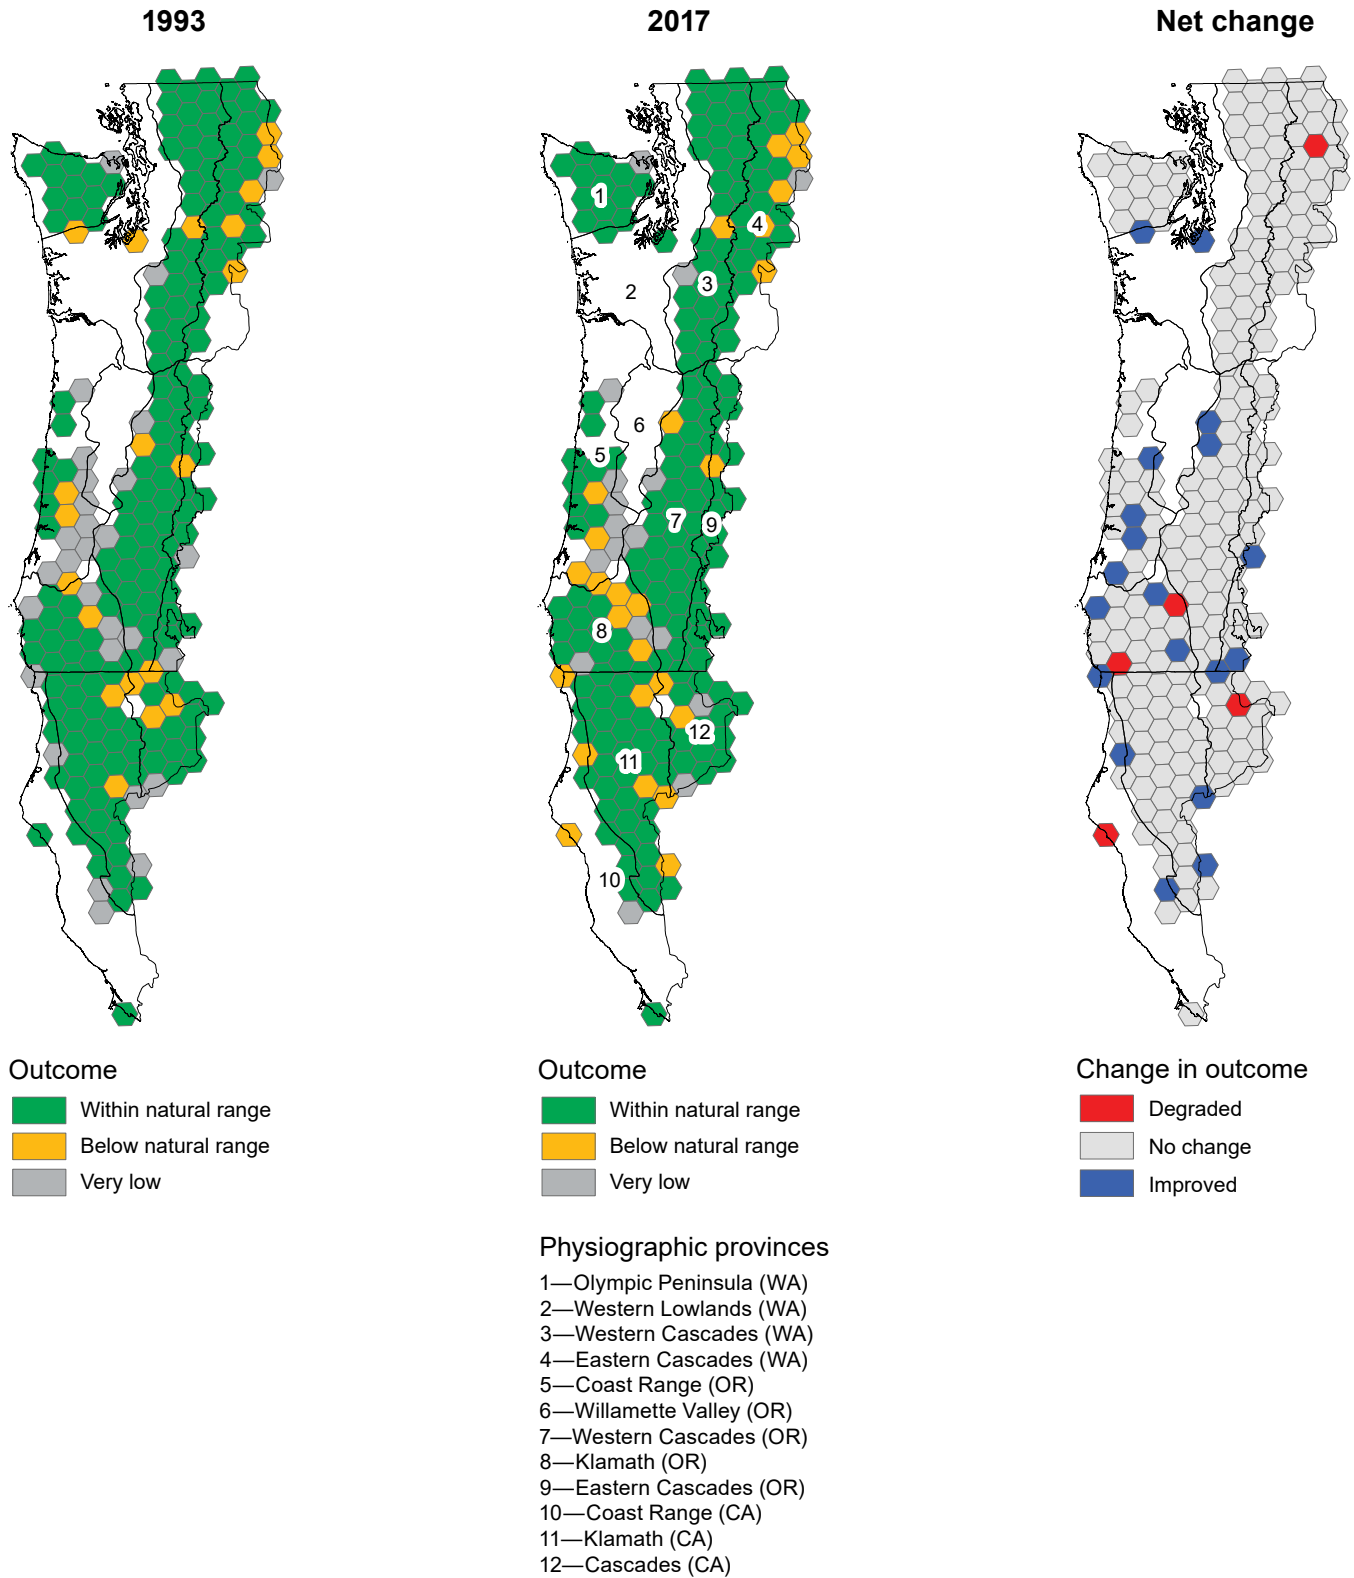 1993
2017
Net change
1
4
3
2
6
5
7
9
8
12
11
10
Outcome
Within natural range
Below natural range
Very low
Outcome
Within natural range
Below natural range
Very low
Change in outcome
Degraded
No change
Improved
Physiographic provinces
1—Olympic Peninsula (WA)
2—Western Lowlands (WA)
3—Western Cascades (WA)
4—Eastern Cascades (WA)
5—Coast Range (OR)
6—Willamette Valley (OR)
7—Western Cascades (OR)
8—Klamath (OR)
9—Eastern Cascades (OR)
10—Coast Range (CA)
11—Klamath (CA)
12—Cascades (CA)